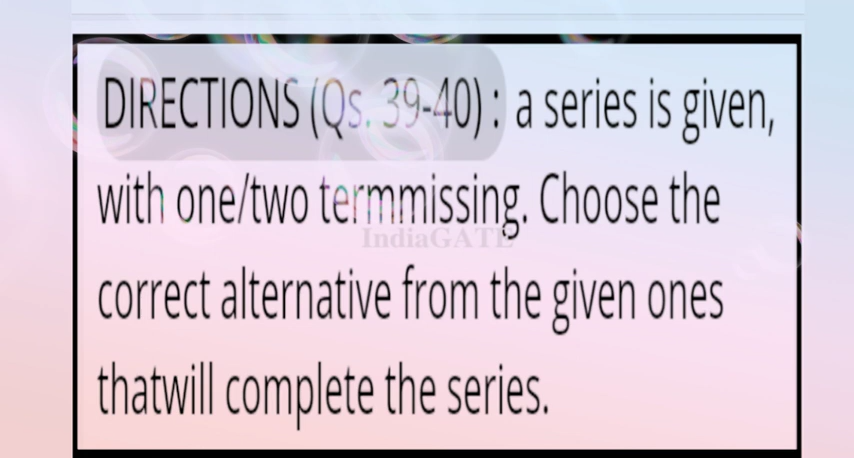 DIRECTIONS (Qs. 39-40) : a series is given,
with one/two termmissing. Choose the
IndiaGATE
correct alternative from the given ones
thatwill complete the series.